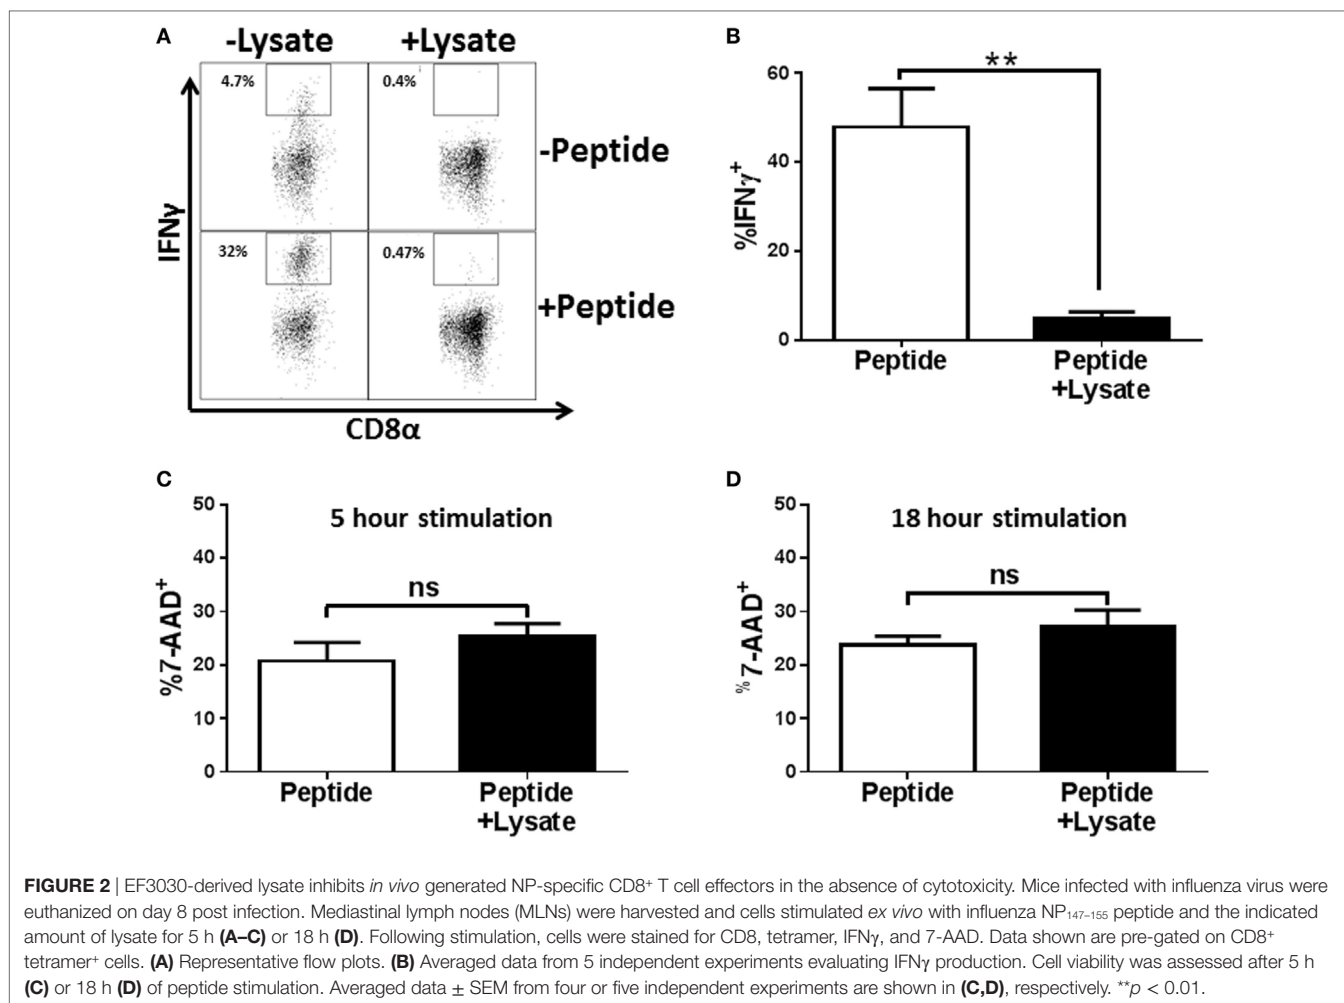 A
-Lysate +Lysate
4.7%
0.4%
-Peptide
32%
0.47%
+Peptide
IFNγ
CD8α
B
**
%IFNγ⁺
60
40
20
0
Peptide
Peptide
+Lysate
C
5 hour stimulation
ns
%7-AAD⁺
50
40
30
20
10
0
Peptide
Peptide
+Lysate
D
18 hour stimulation
ns
%7-AAD⁺
50
40
30
20
10
0
Peptide
Peptide
+Lysate
FIGURE 2 | EF3030-derived lysate inhibits in vivo generated NP-specific CD8⁺ T cell effectors in the absence of cytotoxicity. Mice infected with influenza virus were
euthanized on day 8 post infection. Mediastinal lymph nodes (MLNs) were harvested and cells stimulated ex vivo with influenza NP₁₄₇₋₁₅₅ peptide and the indicated
amount of lysate for 5 h (A–C) or 18 h (D). Following stimulation, cells were stained for CD8, tetramer, IFNγ, and 7-AAD. Data shown are pre-gated on CD8⁺
tetramer⁺ cells. (A) Representative flow plots. (B) Averaged data from 5 independent experiments evaluating IFNγ production. Cell viability was assessed after 5 h
(C) or 18 h (D) of peptide stimulation. Averaged data ± SEM from four or five independent experiments are shown in (C,D), respectively. **p < 0.01.